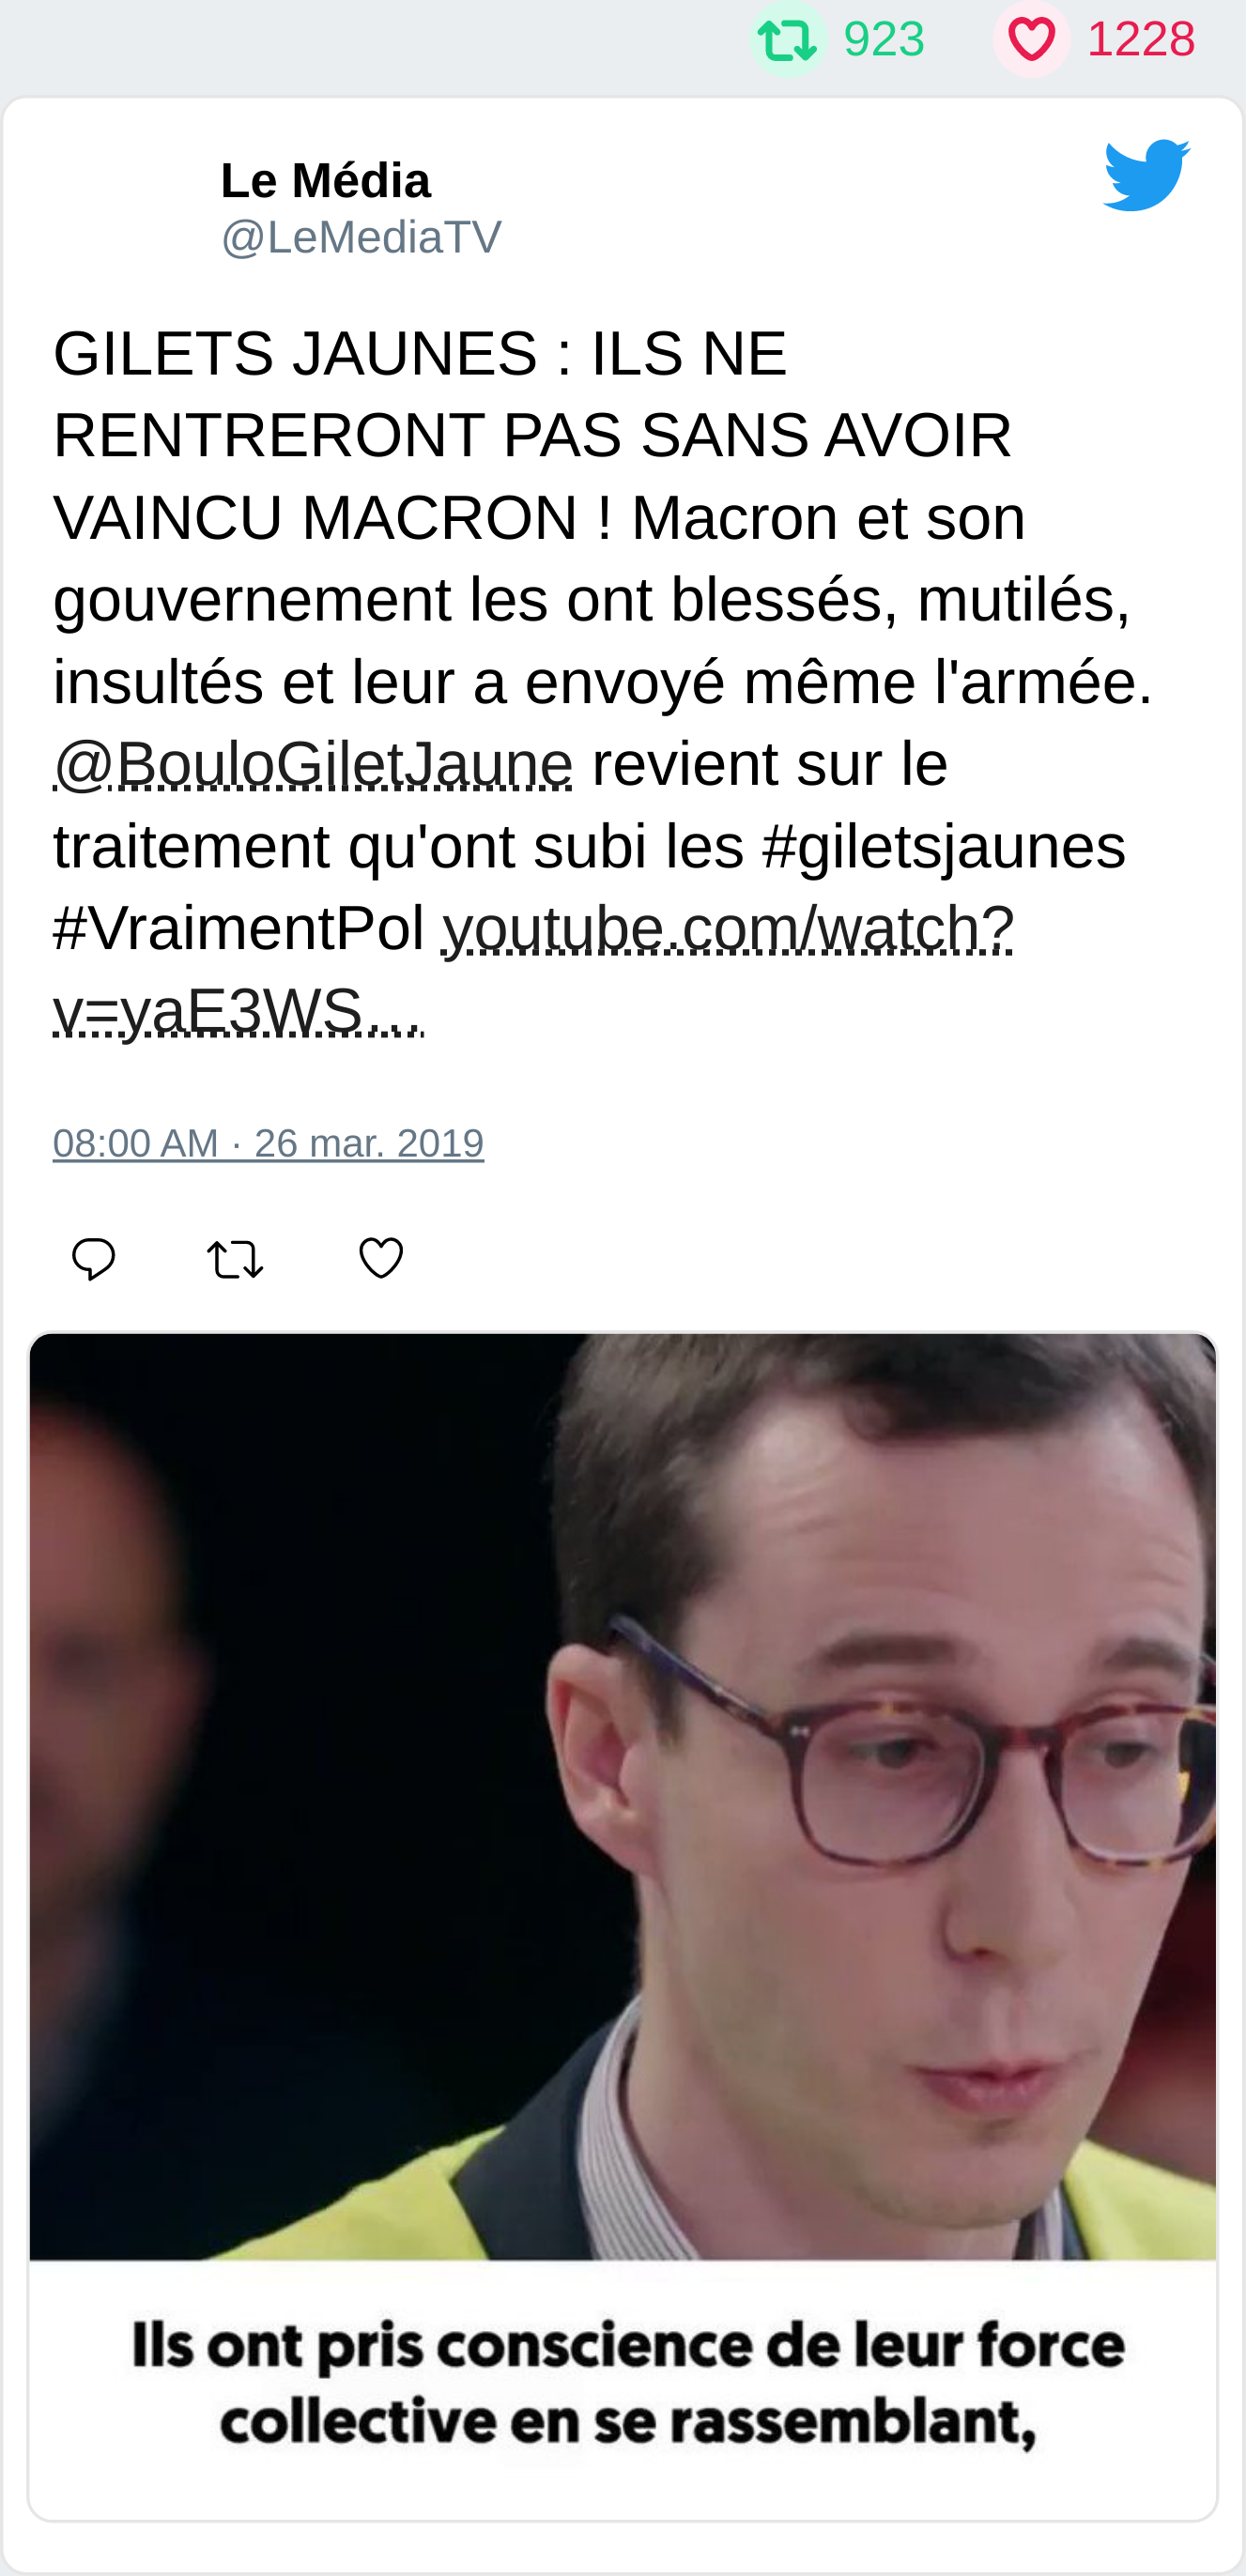 923 1228
Le Média
@LeMediaTV
GILETS JAUNES : ILS NE
RENTRERONT PAS SANS AVOIR
VAINCU MACRON ! Macron et son
gouvernement les ont blessés, mutilés,
insultés et leur a envoyé même l'armée.
@BouloGiletJaune revient sur le
traitement qu'ont subi les #giletsjaunes
#VraimentPol youtube.com/watch?
v=yaE3WS…
08:00 AM · 26 mar. 2019
Ils ont pris conscience de leur force
collective en se rassemblant,